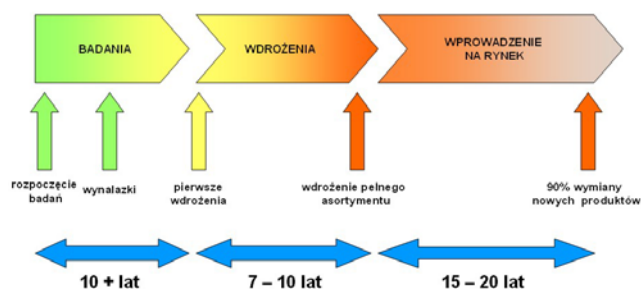 BADANIA
WDROŻENIA
WPROWADZENIE
NA RYNEK
rozpoczęcie
badań
wynalazki
pierwsze
wdrożenia
wdrożenie pełnego
asortymentu
90% wymiany
nowych produktów
10 + lat
7 – 10 lat
15 – 20 lat